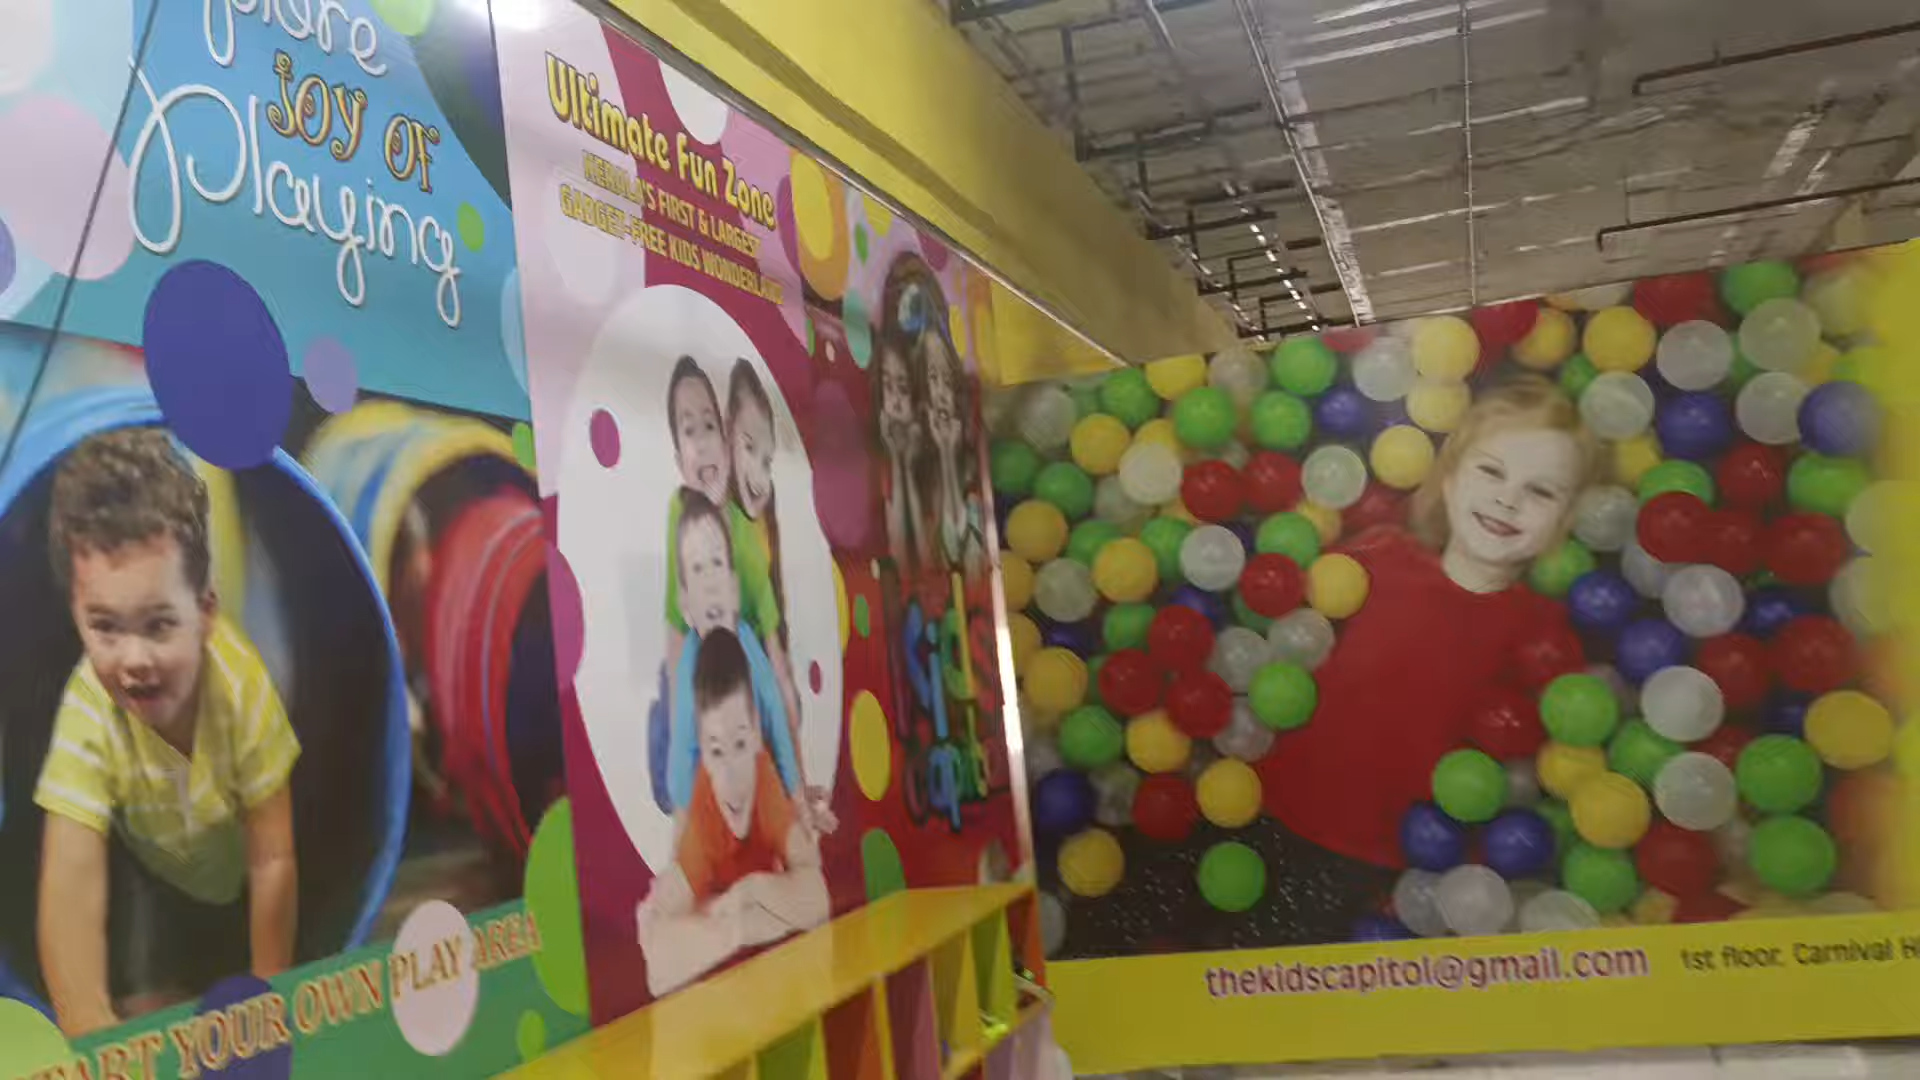 JOY OF
playing
Ultimate Fun Zone
KERALA'S FIRST & LARGEST
GADGET-FREE KIDS WONDERLAND
START YOUR OWN PLAY AREA
thekidscapitol@gmail.com
1st floor, Carnival